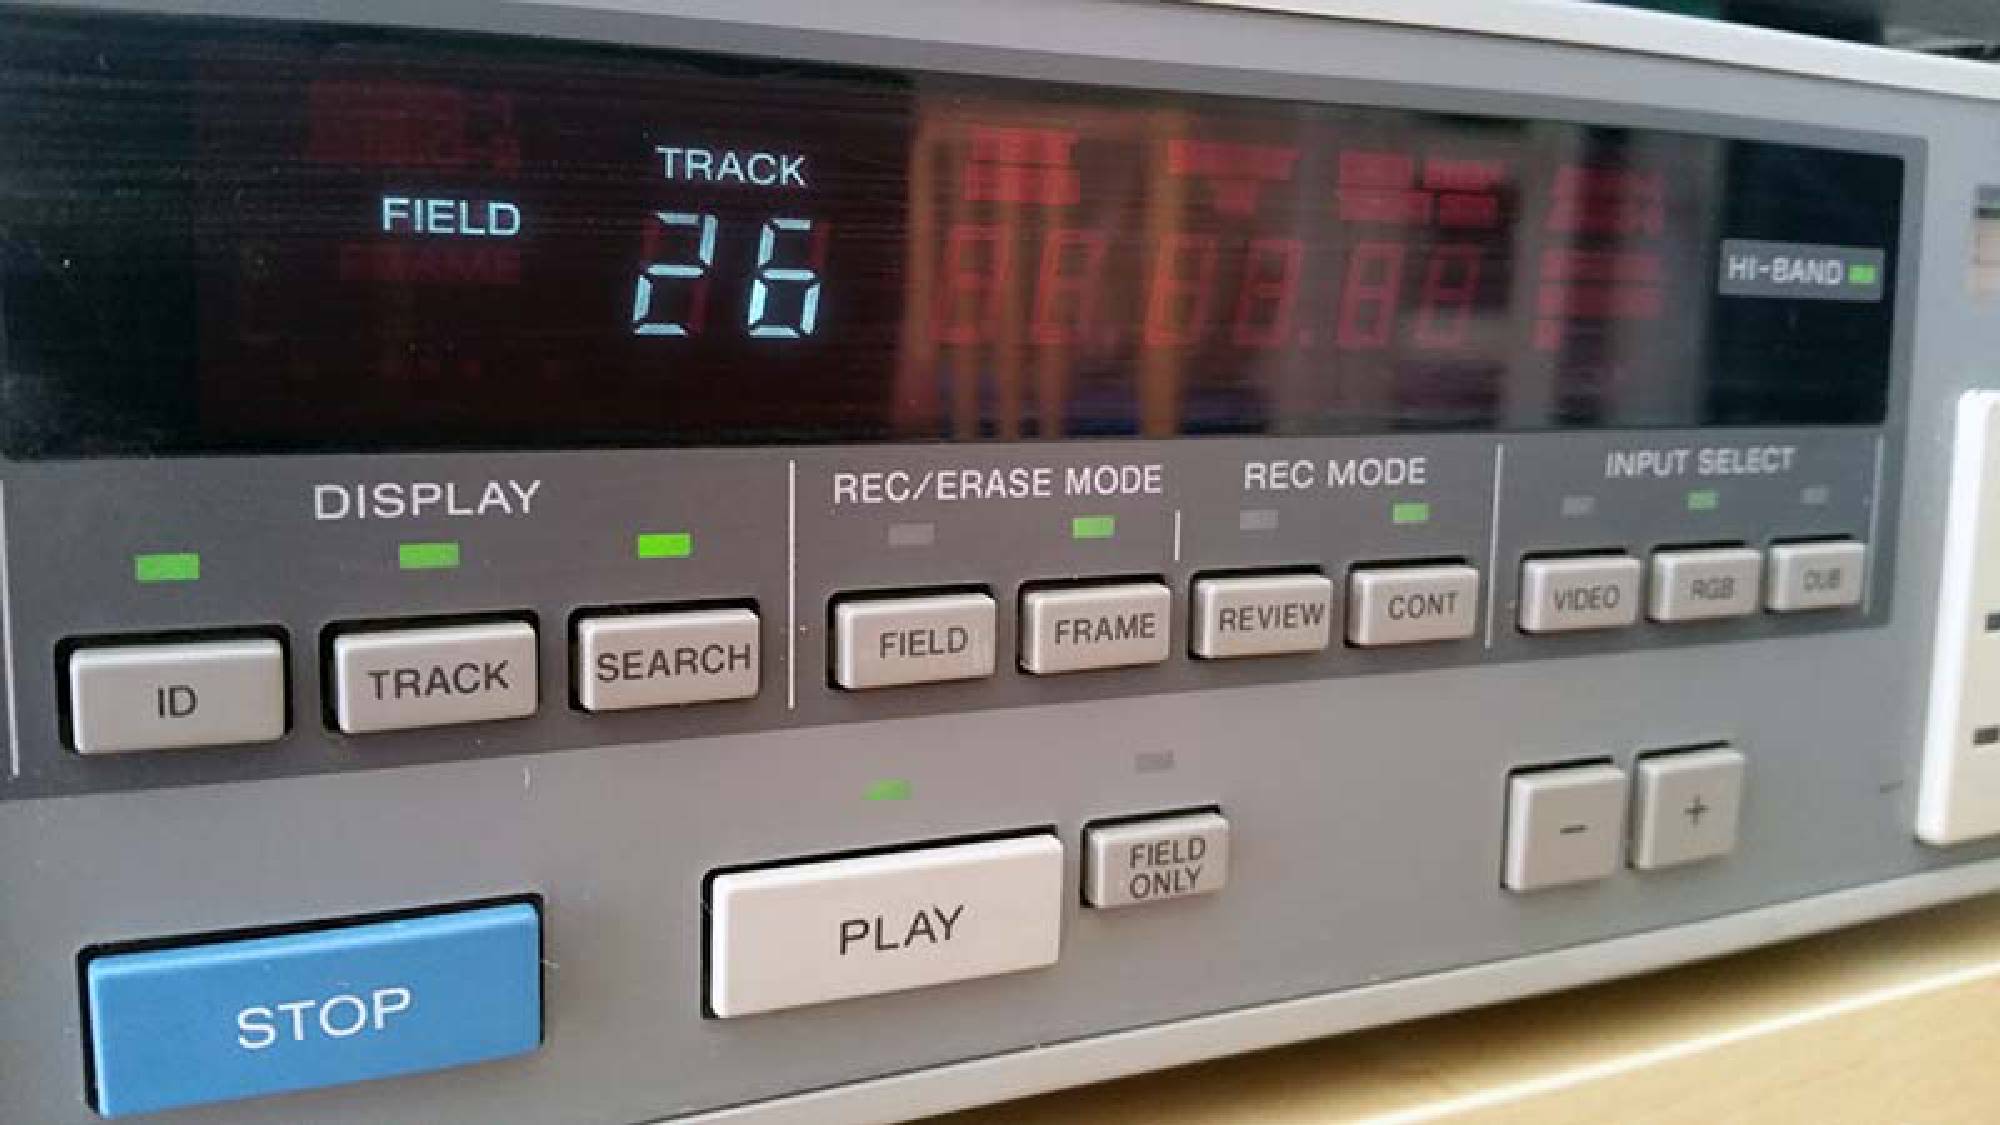 TRACK
FIELD
26
HI-BAND
DISPLAY
REC/ERASE MODE
REC MODE
INPUT SELECT
ID
TRACK
SEARCH
FIELD
FRAME
REVIEW
CONT
VIDEO
RGB
DUB
STOP
PLAY
FIELD
ONLY
-
+